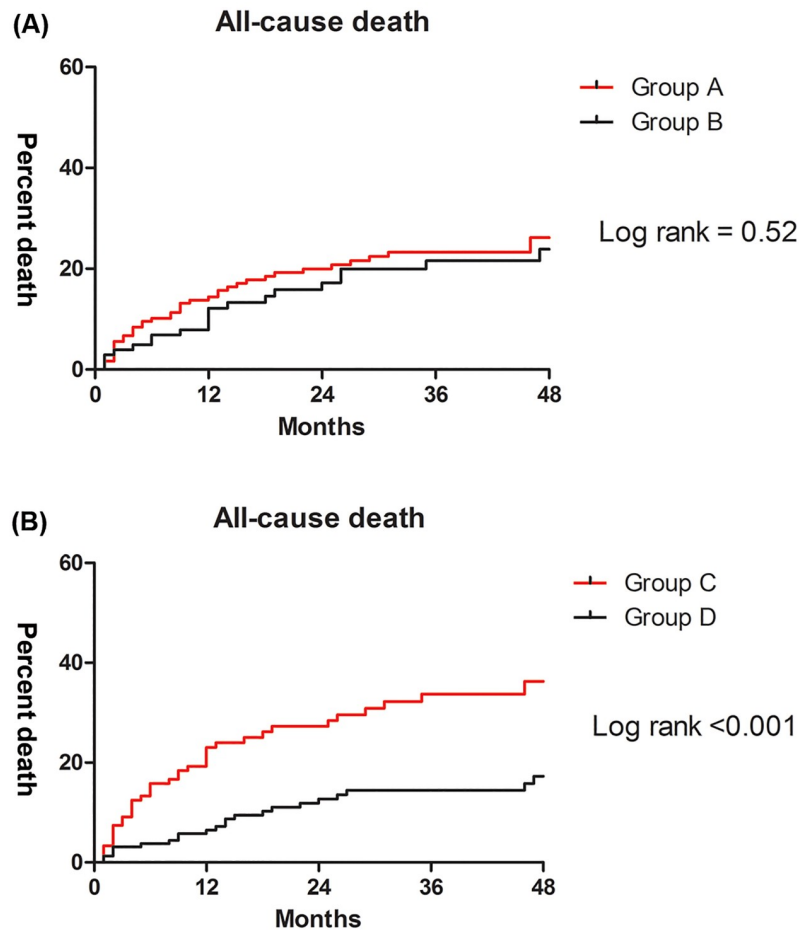 (A)
All-cause death
60
40
20
0
Percent death
0 12 24 36 48
Months
Group A
Group B
Log rank = 0.52
(B)
All-cause death
60
40
20
0
Percent death
0 12 24 36 48
Months
Group C
Group D
Log rank <0.001